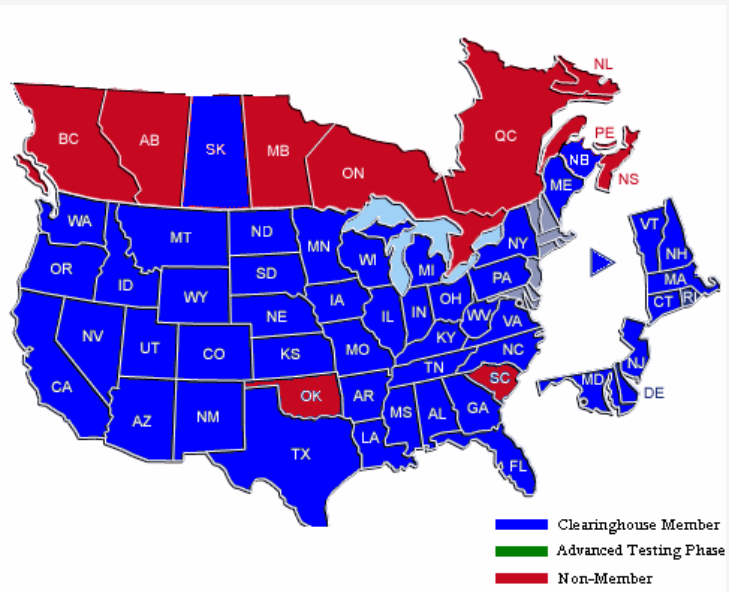 NL
BC
AB
SK
MB
ON
QC
PE
NB
NS
ME
WA
MT
ND
MN
OR
ID
WY
SD
WI
MI
NY
VT
NH
MA
CT
RI
NV
UT
CO
NE
IA
IL
IN
OH
PA
WV
VA
KY
NC
CA
KS
MO
TN
SC
NJ
MD
DE
AZ
NM
OK
AR
MS
AL
GA
LA
TX
FL
Clearinghouse Member
Advanced Testing Phase
Non-Member